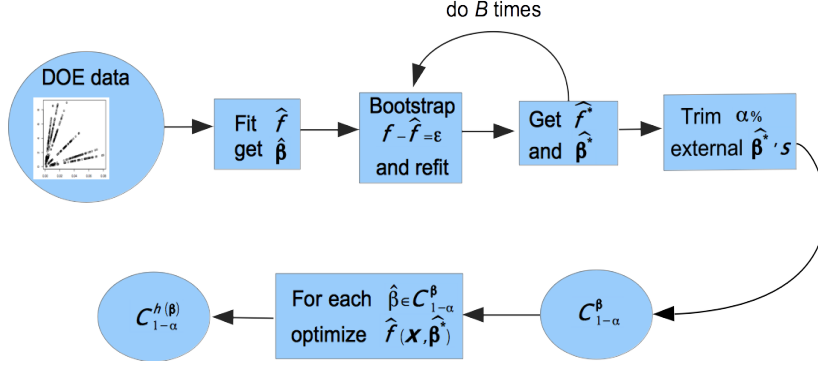 do B times
DOE data
Fit f̂
get β̂
Bootstrap
f − f̂ = ε
and refit
Get f̂*
and β̂*
Trim α%
external β̂*'s
C^β_{1−α}
For each β̂ ∈ C^β_{1−α}
optimize f̂(x, β̂*)
C^{h(β)}_{1−α}